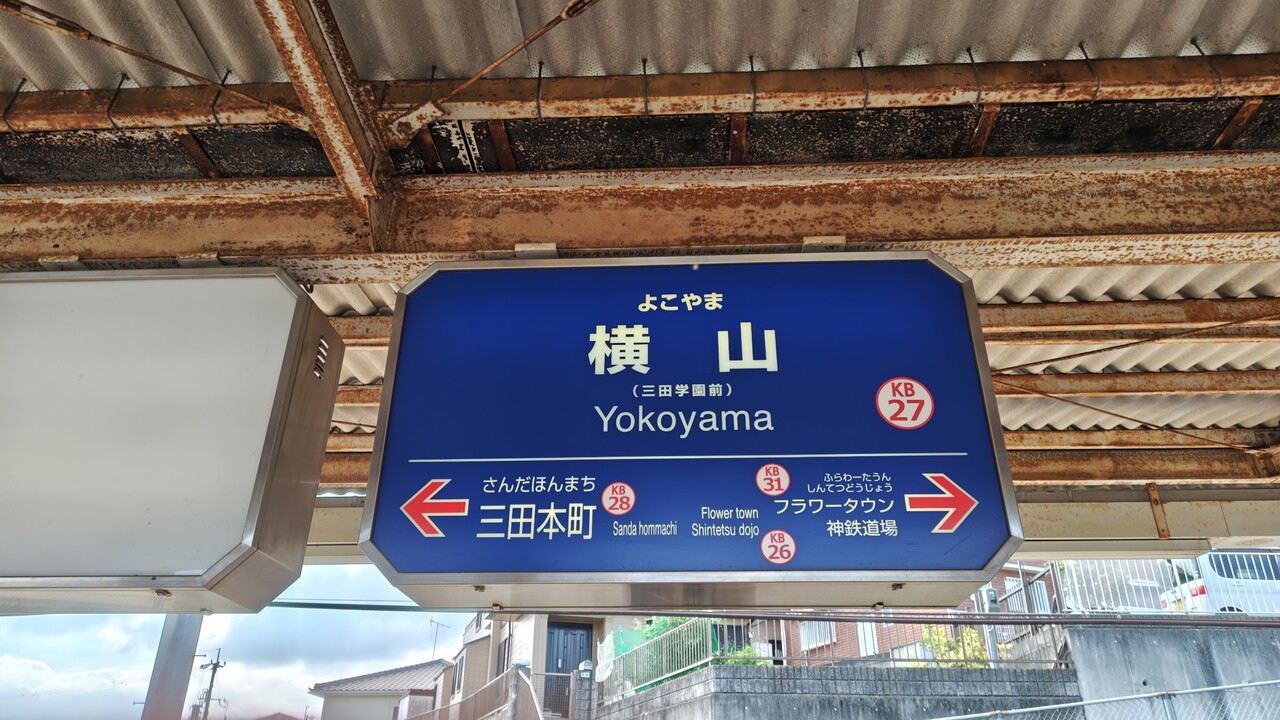 よこやま
横 山
（三田学園前）
Yokoyama
KB
27
さんだほんまち
三田本町
KB
28
Sanda hommachi
KB
31
Flower town
Shintetsu dojo
KB
26
ふらわーたうん
しんてつどうじょう
フラワータウン
神鉄道場